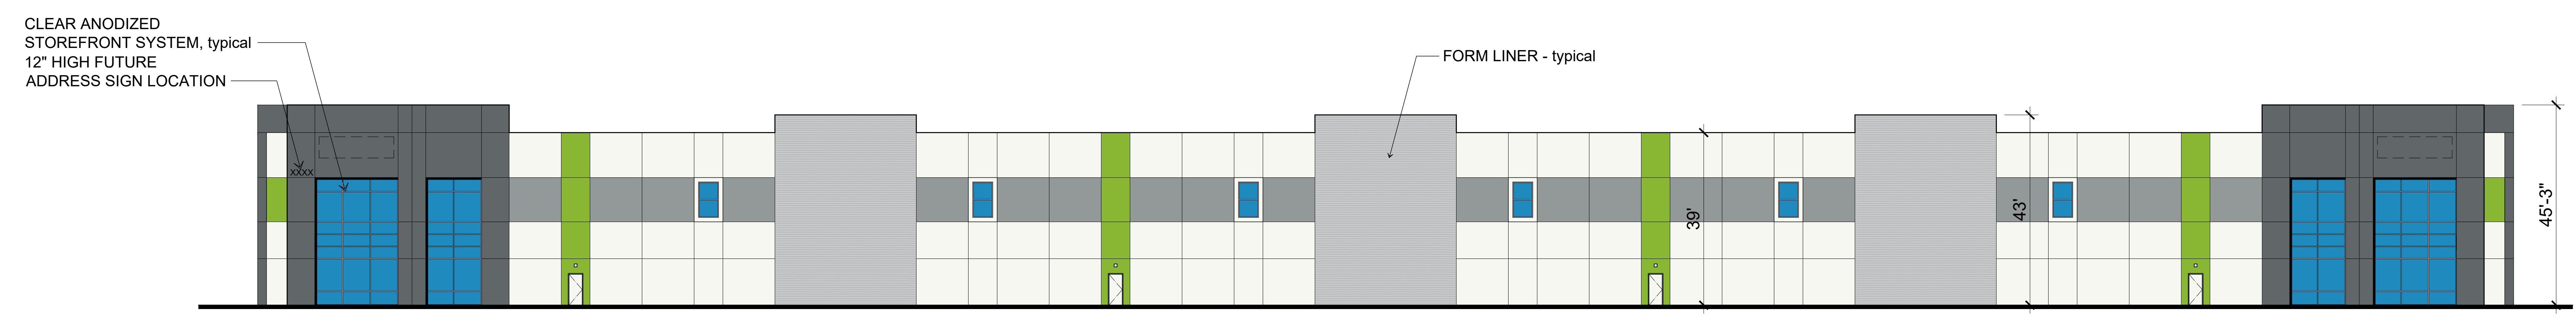 CLEAR ANODIZED
STOREFRONT SYSTEM, typical
12" HIGH FUTURE
ADDRESS SIGN LOCATION
FORM LINER - typical
xxxx
39'
43'
45'-3"